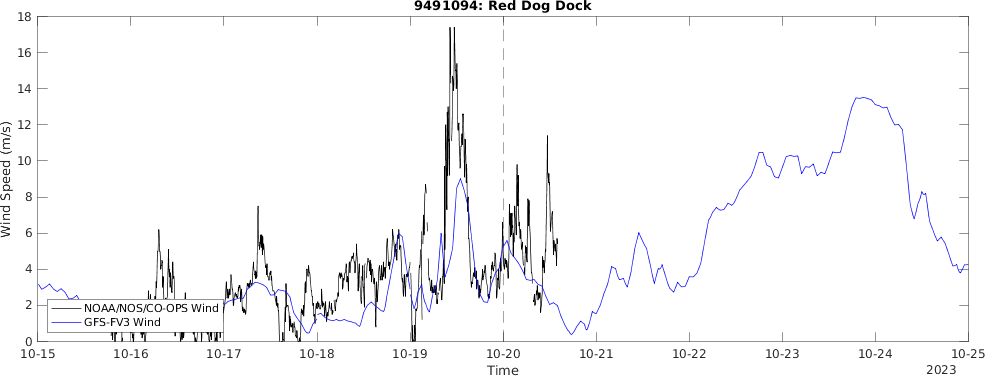 9491094: Red Dog Dock
18
16
14
12
10
8
6
4
2
0
Wind Speed (m/s)
NOAA/NOS/CO-OPS Wind
GFS-FV3 Wind
10-15 10-16 10-17 10-18 10-19 10-20 10-21 10-22 10-23 10-24 10-25
Time
2023